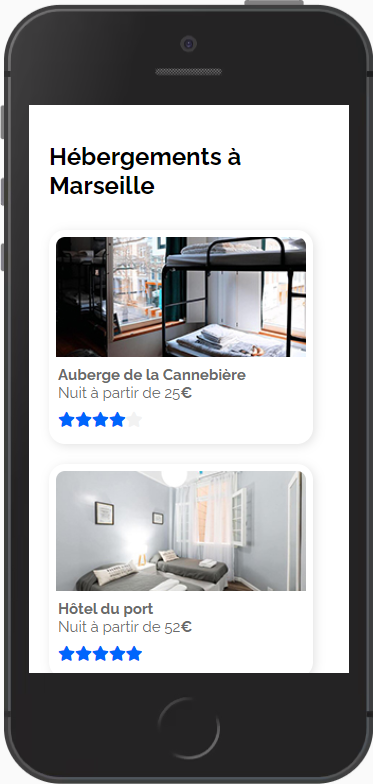 Hébergements à
Marseille
Auberge de la Cannebière
Nuit à partir de 25€
Hôtel du port
Nuit à partir de 52€